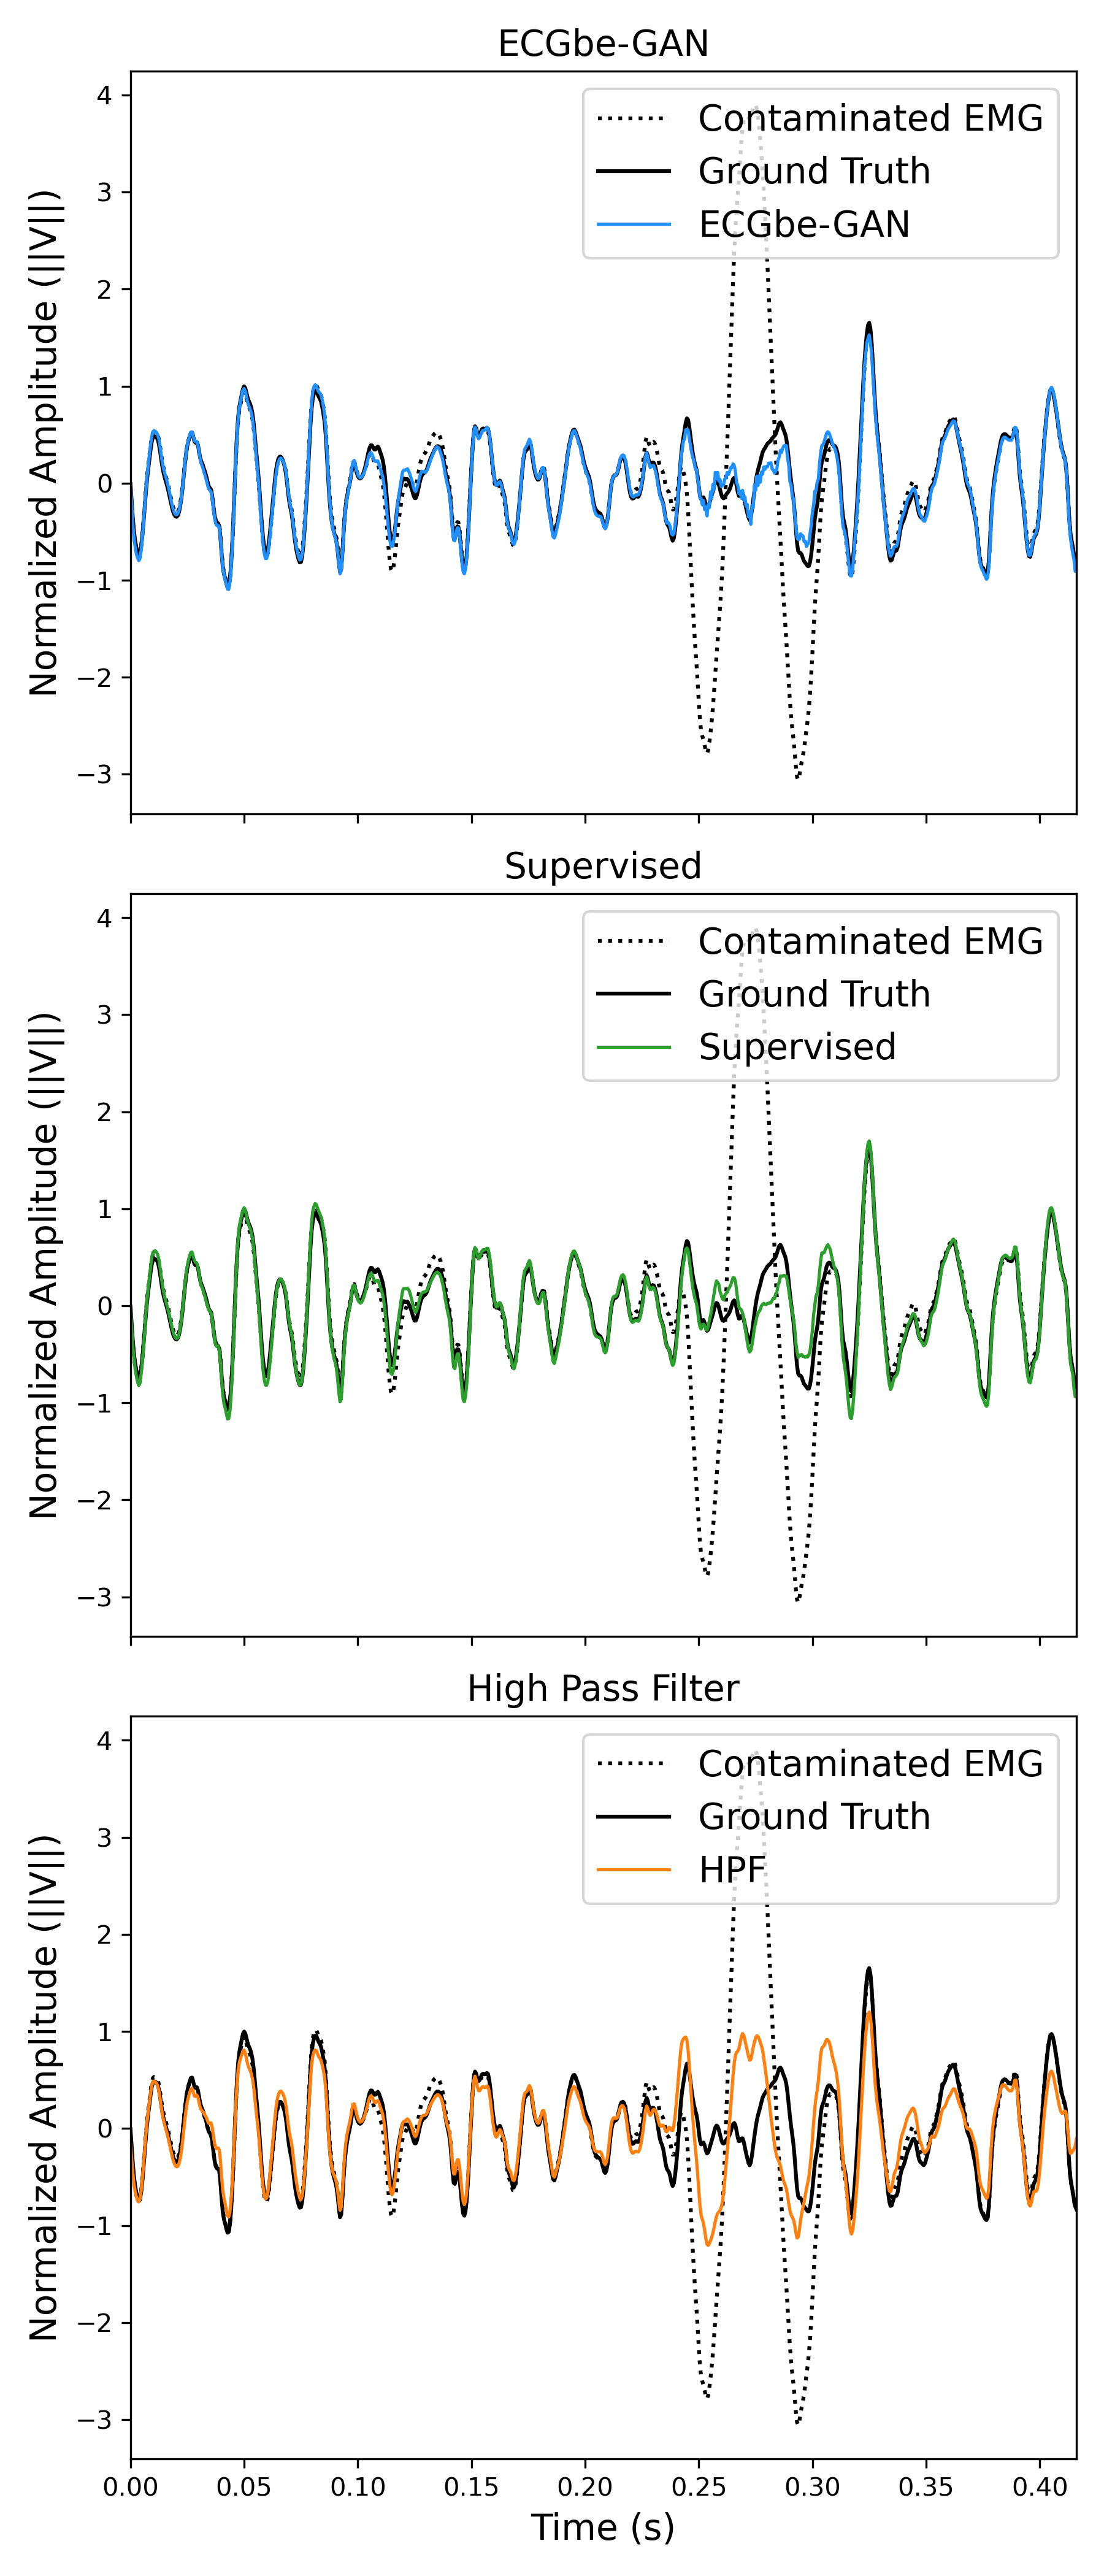 ECGbe-GAN
Normalized Amplitude (||V||)
4
3
2
1
0
−1
−2
−3
Contaminated EMG
Ground Truth
ECGbe-GAN
Supervised
Normalized Amplitude (||V||)
4
3
2
1
0
−1
−2
−3
Contaminated EMG
Ground Truth
Supervised
High Pass Filter
Normalized Amplitude (||V||)
4
3
2
1
0
−1
−2
−3
Contaminated EMG
Ground Truth
HPF
0.00 0.05 0.10 0.15 0.20 0.25 0.30 0.35 0.40
Time (s)